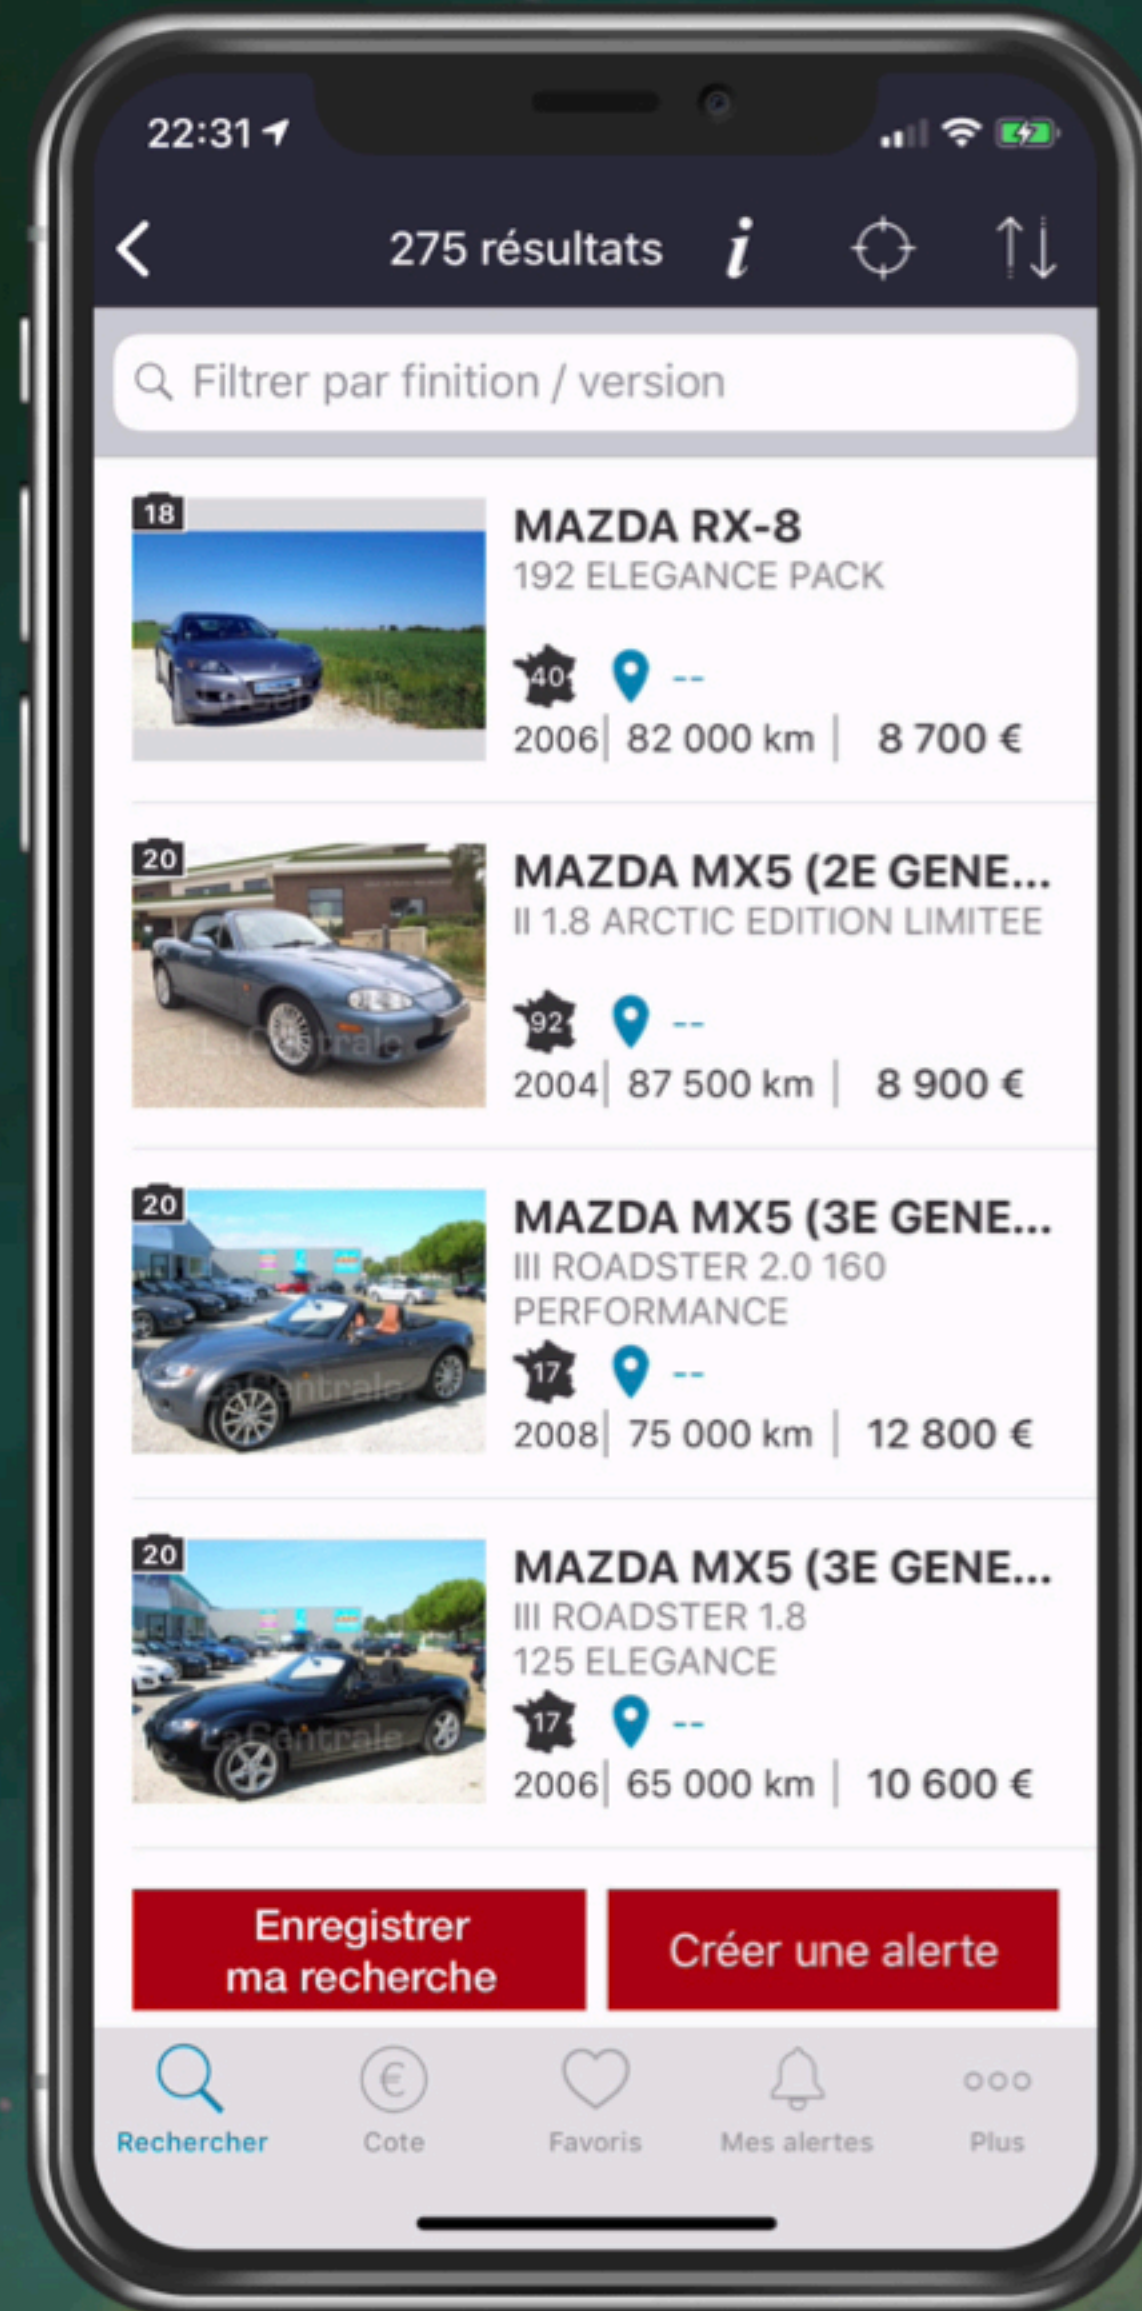 22:31
275 résultats i
Filtrer par finition / version
18
MAZDA RX-8
192 ELEGANCE PACK
40
--
2006 | 82 000 km | 8 700 €
LaCentrale
20
MAZDA MX5 (2E GENE...
II 1.8 ARCTIC EDITION LIMITEE
92
--
2004 | 87 500 km | 8 900 €
LaCentrale
20
MAZDA MX5 (3E GENE...
III ROADSTER 2.0 160
PERFORMANCE
17
--
2008 | 75 000 km | 12 800 €
LaCentrale
20
MAZDA MX5 (3E GENE...
III ROADSTER 1.8
125 ELEGANCE
17
--
2006 | 65 000 km | 10 600 €
LaCentrale
Enregistrer
ma recherche
Créer une alerte
€
Rechercher Cote Favoris Mes alertes Plus